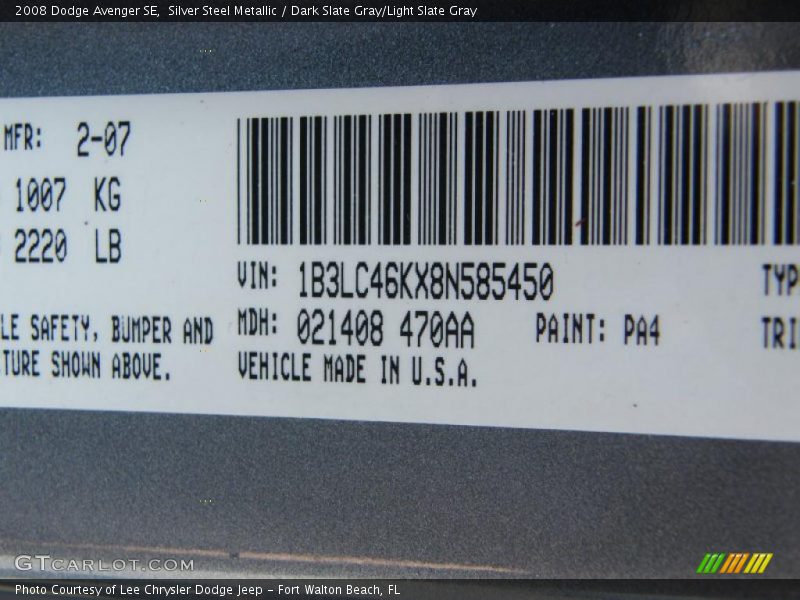 2008 Dodge Avenger SE,  Silver Steel Metallic / Dark Slate Gray/Light Slate Gray
MFR: 2-07
1007 KG
2220 LB
VIN: 1B3LC46KX8N585450
TYP
LE SAFETY, BUMPER AND
MDH: 021408 470AA PAINT: PA4
TRI
TURE SHOWN ABOVE.
VEHICLE MADE IN U.S.A.
GTCARLOT.COM
Photo Courtesy of Lee Chrysler Dodge Jeep - Fort Walton Beach, FL